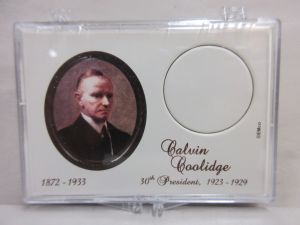 Calvin
Coolidge
1872 - 1933
30th President, 1923 - 1929